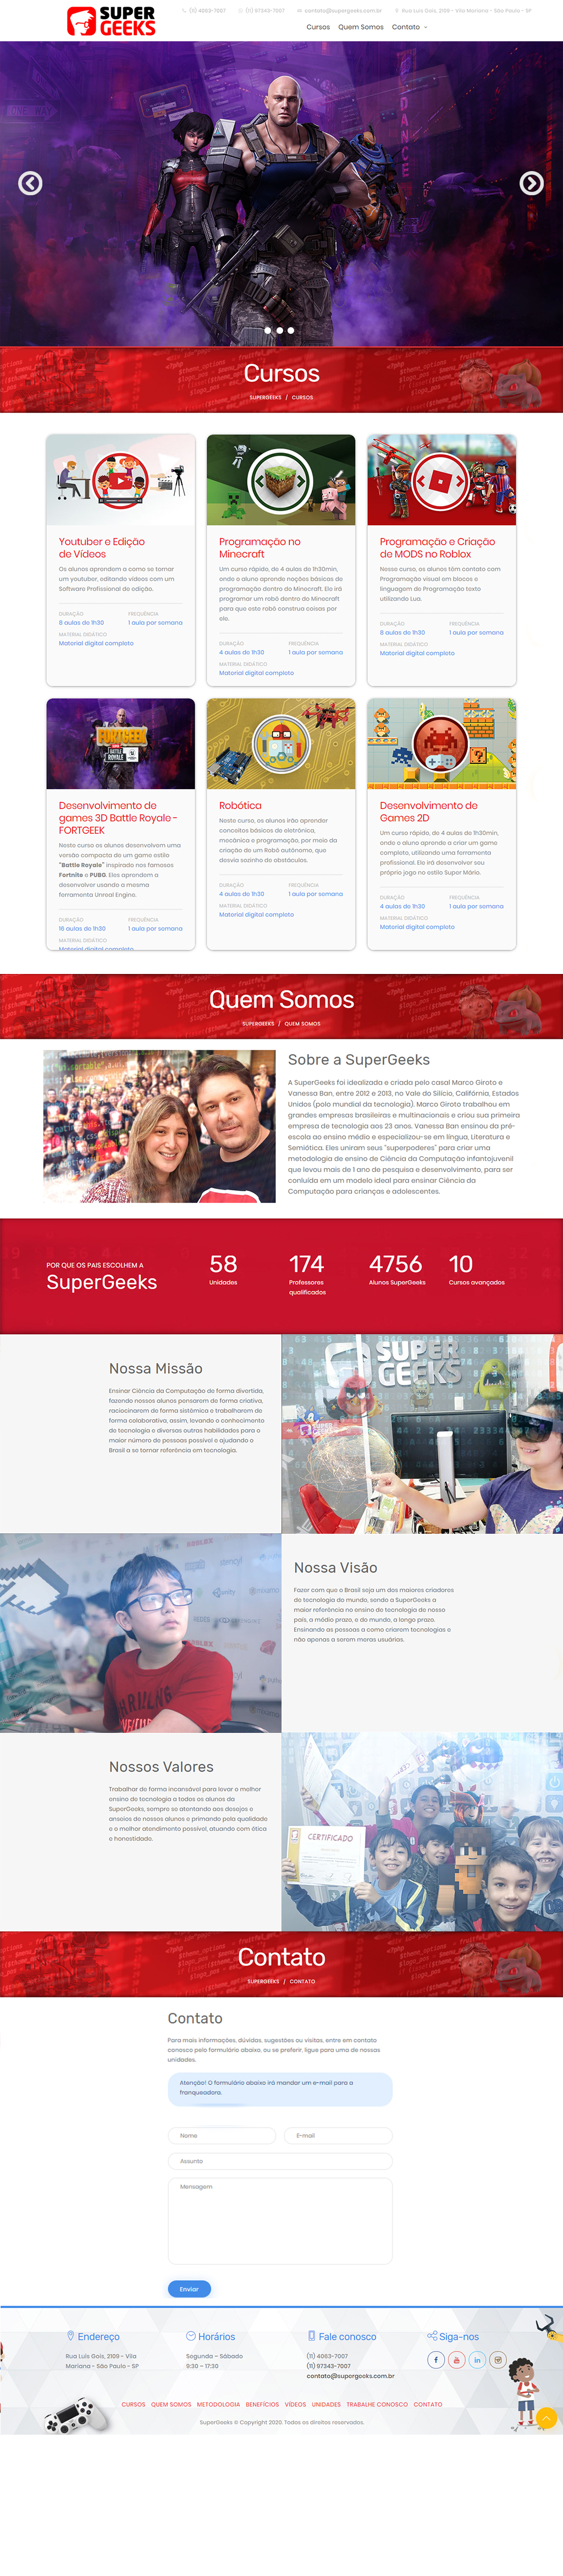 SUPER
GEEKS
(11) 4063-7007
(11) 97343-7007
contato@supergeeks.com.br
Rua Luís Gois, 2109 - Vila Mariana - São Paulo - SP
Cursos
Quem Somos
Contato
DANCE
Cursos
SUPERGEEKS / CURSOS
Youtuber e Edição
de Vídeos
Os alunos aprendem a como se tornar
um youtuber, editando vídeos com um
Software Profissional de edição.
DURAÇÃO
FREQUÊNCIA
8 aulas de 1h30
1 aula por semana
MATERIAL DIDÁTICO
Material digital completo
Programação no
Minecraft
Um curso rápido, de 4 aulas de 1h30min,
onde o aluno aprende noções básicas de
programação dentro do Minecraft. Ele irá
programar um robô dentro do Minecraft
para que este robô construa coisas por
ele.
DURAÇÃO
FREQUÊNCIA
4 aulas de 1h30
1 aula por semana
MATERIAL DIDÁTICO
Material digital completo
Programação e Criação
de MODS no Roblox
Nesse curso, os alunos têm contato com
Programação visual em blocos e
linguagem de Programação texto
utilizando Lua.
DURAÇÃO
FREQUÊNCIA
8 aulas de 1h30
1 aula por semana
MATERIAL DIDÁTICO
Material digital completo
FORTGEEK
BATTLE
ROYALE
Desenvolvimento de
games 3D Battle Royale -
FORTGEEK
Neste curso os alunos desenvolvem uma
versão compacta de um game estilo
"Battle Royale" inspirado nos famosos
Fortnite e PUBG. Eles aprendem a
desenvolver usando a mesma
ferramenta Unreal Engine.
DURAÇÃO
FREQUÊNCIA
16 aulas de 1h30
1 aula por semana
MATERIAL DIDÁTICO
Material digital completo
Robótica
Neste curso, os alunos irão aprender
conceitos básicos de eletrônica,
mecânica e programação, por meio da
criação de um Robô autônomo, que
desvia sozinho de obstáculos.
DURAÇÃO
FREQUÊNCIA
4 aulas de 1h30
1 aula por semana
MATERIAL DIDÁTICO
Material digital completo
Desenvolvimento de
Games 2D
Um curso rápido, de 4 aulas de 1h30min,
onde o aluno aprende a criar um game
completo, utilizando uma ferramenta
profissional. Ele irá desenvolver seu
próprio jogo no estilo Super Mário.
DURAÇÃO
FREQUÊNCIA
4 aulas de 1h30
1 aula por semana
MATERIAL DIDÁTICO
Material digital completo
Quem Somos
SUPERGEEKS / QUEM SOMOS
Sobre a SuperGeeks
A SuperGeeks foi idealizada e criada pelo casal Marco Giroto e
Vanessa Ban, entre 2012 e 2013, no Vale do Silício, Califórnia, Estados
Unidos (polo mundial da tecnologia). Marco Giroto trabalhou em
grandes empresas brasileiras e multinacionais e criou sua primeira
empresa de tecnologia aos 23 anos. Vanessa Ban estudou da pré-
escola ao ensino médio e especializou-se em língua, Literatura e
Semiótica. Eles uniram seus "superpoderes" para criar uma
metodologia de ensino de Ciência da Computação infantojuvenil
que levou mais de 1 ano de pesquisa e desenvolvimento, para ser
conluída em um modelo ideal para ensinar Ciência da
Computação para crianças e adolescentes.
POR QUE OS PAIS ESCOLHEM A
SuperGeeks
58
Unidades
174
Professores
qualificados
4756
Alunos SuperGeeks
10
Cursos avançados
Nossa Missão
Ensinar Ciência da Computação de forma divertida,
fazendo nossos alunos pensarem de forma criativa,
raciocinarem de forma sistêmica e trabalharem de
forma colaborativa, assim, levando o conhecimento
de tecnologia e diversas outras habilidades para o
maior número de pessoas possível e ajudando o
Brasil a se tornar referência em tecnologia.
SUPER
GEEKS
Nossa Visão
Fazer com que o Brasil seja um dos maiores criadores
de tecnologia do mundo, sendo a SuperGeeks a
maior referência no ensino de tecnologia do nosso
país, a médio prazo, e do mundo, a longo prazo.
Ensinando as pessoas a como criarem tecnologias e
não apenas a serem meras usuárias.
Nossos Valores
Trabalhar de forma incansável para levar o melhor
ensino de tecnologia a todos os alunos da
SuperGeeks, sempre se atentando aos desejos e
anseios de nossos alunos e primando pela qualidade
e o melhor atendimento possível, atuando com ética
e honestidade.
CERTIFICADO
Contato
SUPERGEEKS / CONTATO
Contato
Para mais informações, dúvidas, sugestões ou visitas, entre em contato
conosco pelo formulário abaixo, ou se preferir, ligue para uma de nossas
unidades.
Atenção! O formulário abaixo irá mandar um e-mail para a
franqueadora.
Nome
E-mail
Assunto
Mensagem
Enviar
Endereço
Rua Luís Gois, 2109 - Vila
Mariana - São Paulo - SP
Horários
Segunda - Sábado
9:30 - 17:30
Fale conosco
(11) 4063-7007
(11) 97343-7007
contato@supergeeks.com.br
Siga-nos
CURSOS QUEM SOMOS METODOLOGIA BENEFÍCIOS VÍDEOS UNIDADES TRABALHE CONOSCO CONTATO
SuperGeeks © Copyright 2020. Todos os direitos reservados.